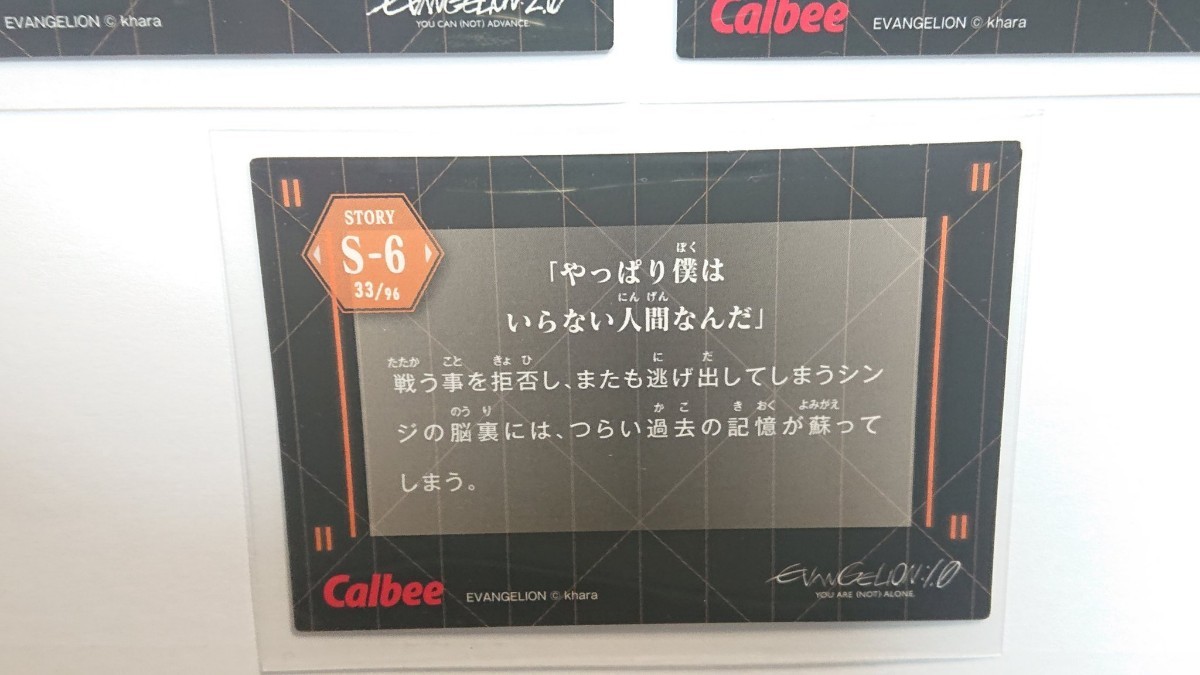 EVANGELION © khara
EVANGELION:2.0
YOU CAN (NOT) ADVANCE.
Calbee
EVANGELION © khara
STORY
S-6
33/96
ぼく
「やっぱり僕は
にんげん
いらない人間なんだ」
たたか こと きょひ に だ
戦う事を拒否し、またも逃げ出してしまうシン
のうり かこ きおく よみがえ
ジの脳裏には、つらい過去の記憶が蘇って
しまう。
Calbee
EVANGELION © khara
EVANGELION:1.0
YOU ARE (NOT) ALONE.